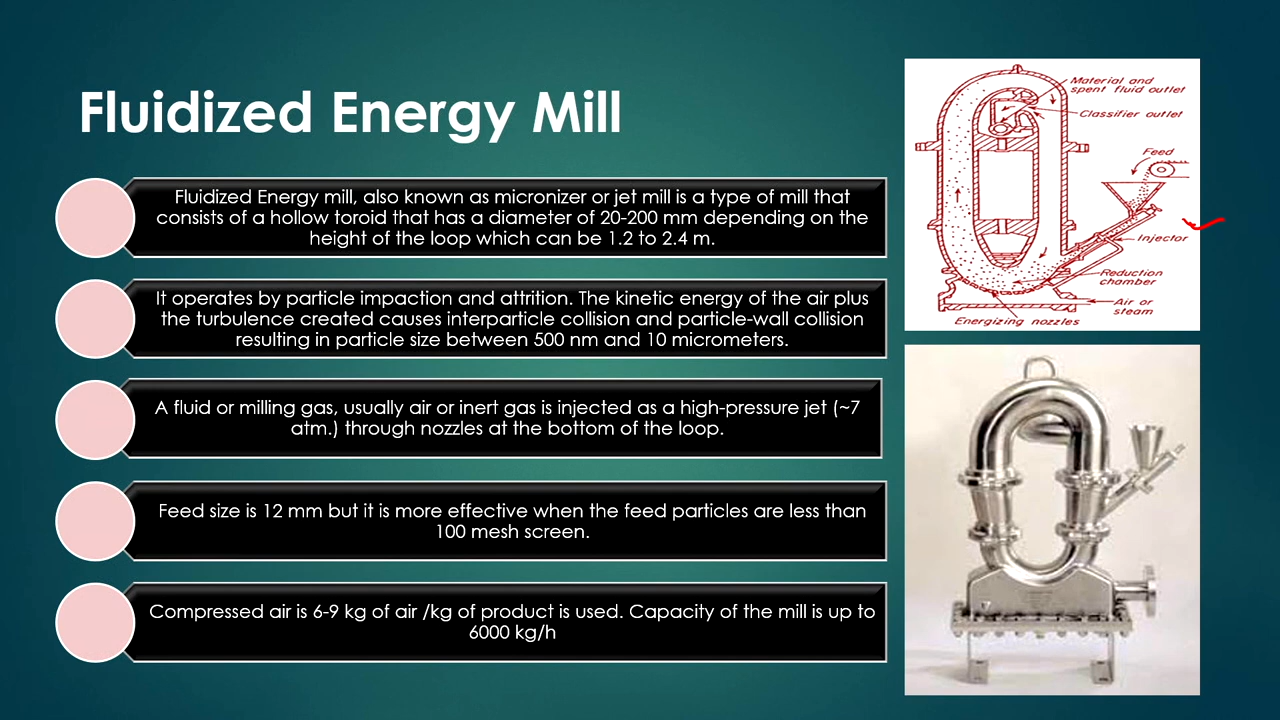 Fluidized Energy Mill
Fluidized Energy mill, also known as micronizer or jet mill is a type of mill that
consists of a hollow toroid that has a diameter of 20-200 mm depending on the
height of the loop which can be 1.2 to 2.4 m.
It operates by particle impaction and attrition. The kinetic energy of the air plus
the turbulence created causes interparticle collision and particle-wall collision
resulting in particle size between 500 nm and 10 micrometers.
A fluid or milling gas, usually air or inert gas is injected as a high-pressure jet (~7
atm.) through nozzles at the bottom of the loop.
Feed size is 12 mm but it is more effective when the feed particles are less than
100 mesh screen.
Compressed air is 6-9 kg of air /kg of product is used. Capacity of the mill is up to
6000 kg/h
Material and
spent fluid outlet
Classifier outlet
Feed
Injector
Reduction
chamber
Air or
steam
Energizing nozzles